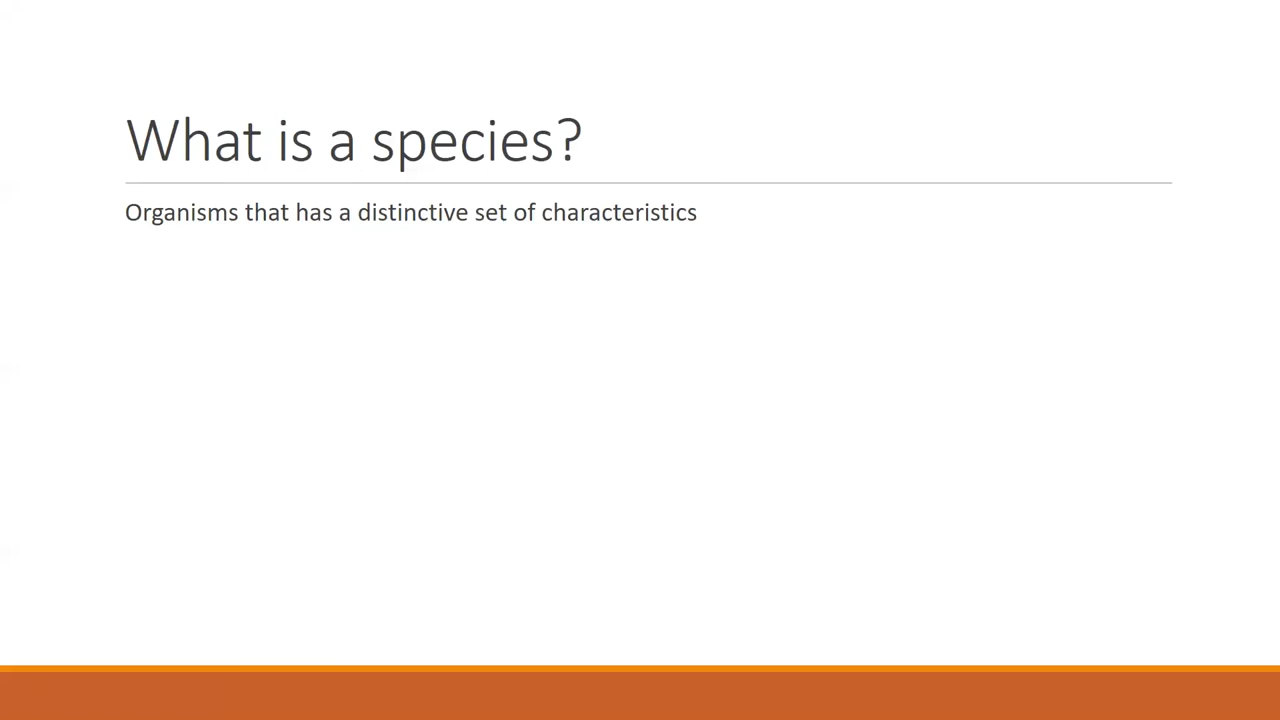 What is a species?
Organisms that has a distinctive set of characteristics